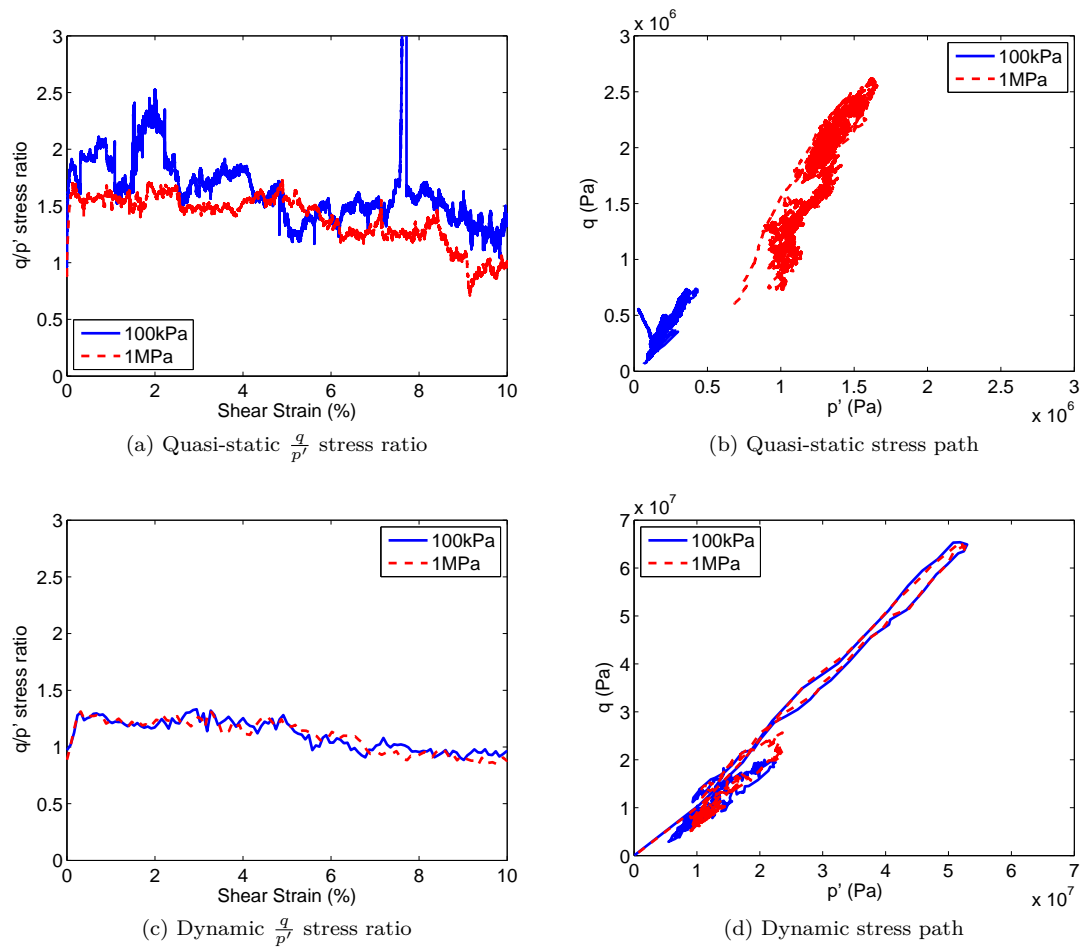 3
2.5
2
1.5
1
0.5
0
q/p' stress ratio
100kPa
1MPa
0 2 4 6 8 10
Shear Strain (%)
(a) Quasi-static q/p′ stress ratio
x 10^6
3
2.5
2
1.5
1
0.5
0
q (Pa)
100kPa
1MPa
0 0.5 1 1.5 2 2.5 3
p' (Pa)
x 10^6
(b) Quasi-static stress path
3
2.5
2
1.5
1
0.5
0
q/p' stress ratio
100kPa
1MPa
0 2 4 6 8 10
Shear Strain (%)
(c) Dynamic q/p′ stress ratio
x 10^7
7
6
5
4
3
2
1
0
q (Pa)
100kPa
1MPa
0 1 2 3 4 5 6 7
p' (Pa)
x 10^7
(d) Dynamic stress path